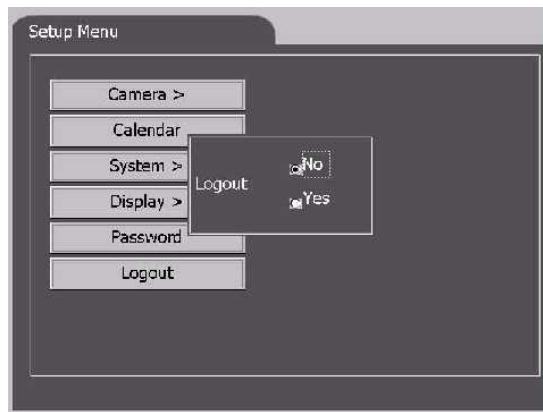 Setup Menu
Camera >
Calendar
System >
Display >
Password
Logout
Logout
No
Yes